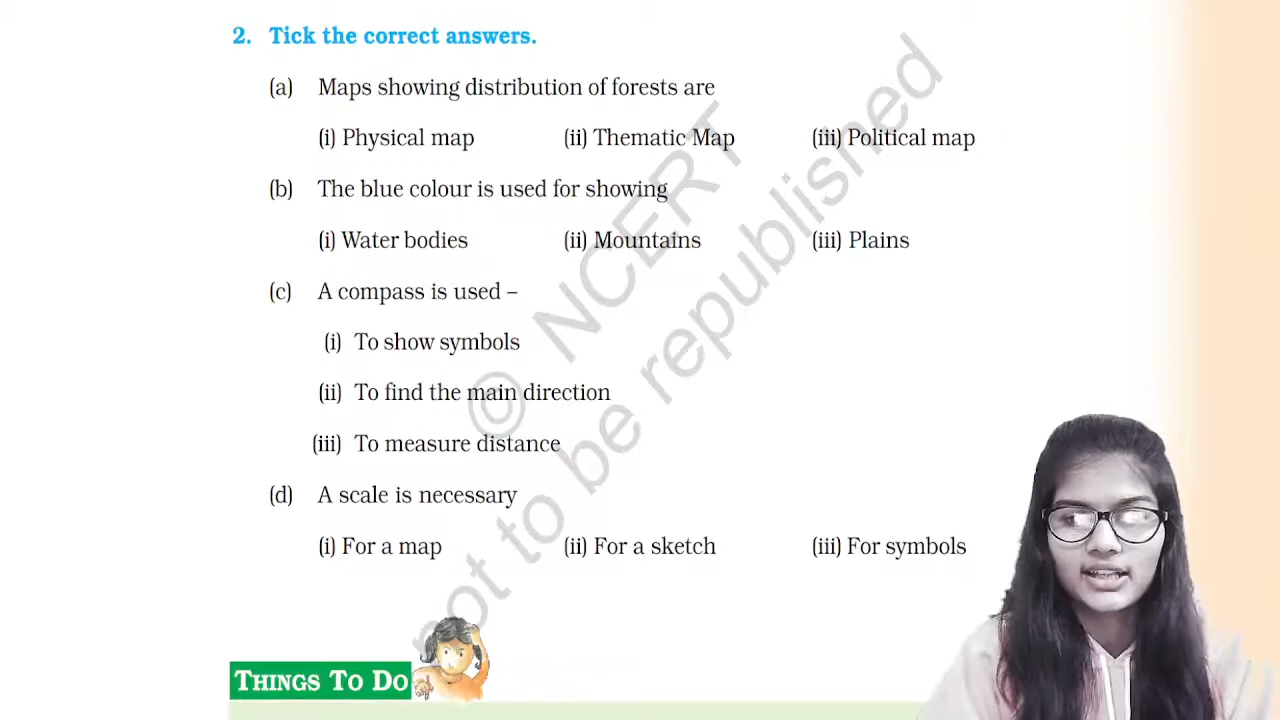 2. Tick the correct answers.
(a) Maps showing distribution of forests are
(i) Physical map (ii) Thematic Map (iii) Political map
(b) The blue colour is used for showing
(i) Water bodies (ii) Mountains (iii) Plains
(c) A compass is used –
(i) To show symbols
(ii) To find the main direction
(iii) To measure distance
(d) A scale is necessary
(i) For a map (ii) For a sketch (iii) For symbols
© NCERT
not to be republished
THINGS TO DO